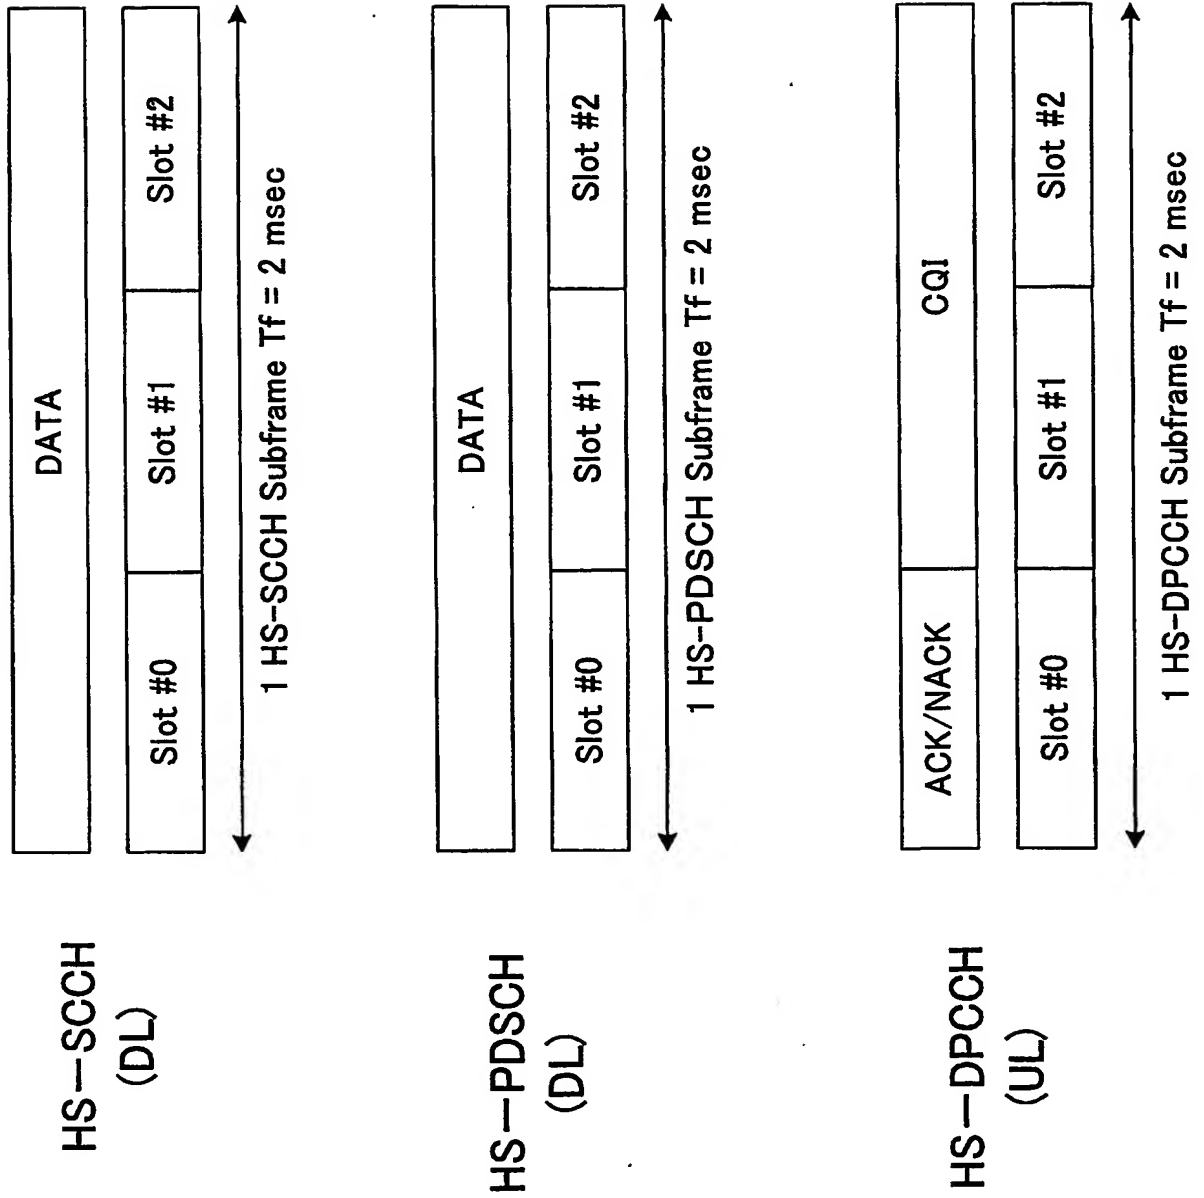 HS-SCCH
(DL)
DATA
Slot #0
Slot #1
Slot #2
1 HS-SCCH Subframe Tf = 2 msec
HS-PDSCH
(DL)
DATA
Slot #0
Slot #1
Slot #2
1 HS-PDSCH Subframe Tf = 2 msec
HS-DPCCH
(UL)
ACK/NACK
CQI
Slot #0
Slot #1
Slot #2
1 HS-DPCCH Subframe Tf = 2 msec